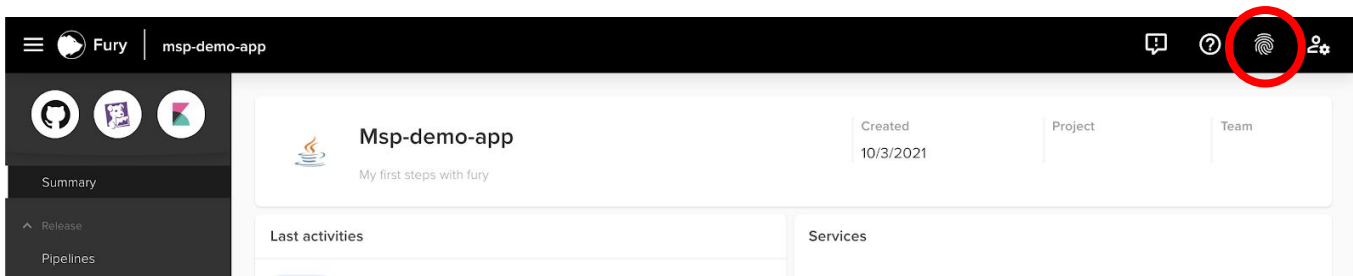 Fury msp-demo-app
Msp-demo-app
My first steps with fury
Created
10/3/2021
Project
Team
Summary
Release
Pipelines
Last activities
Services